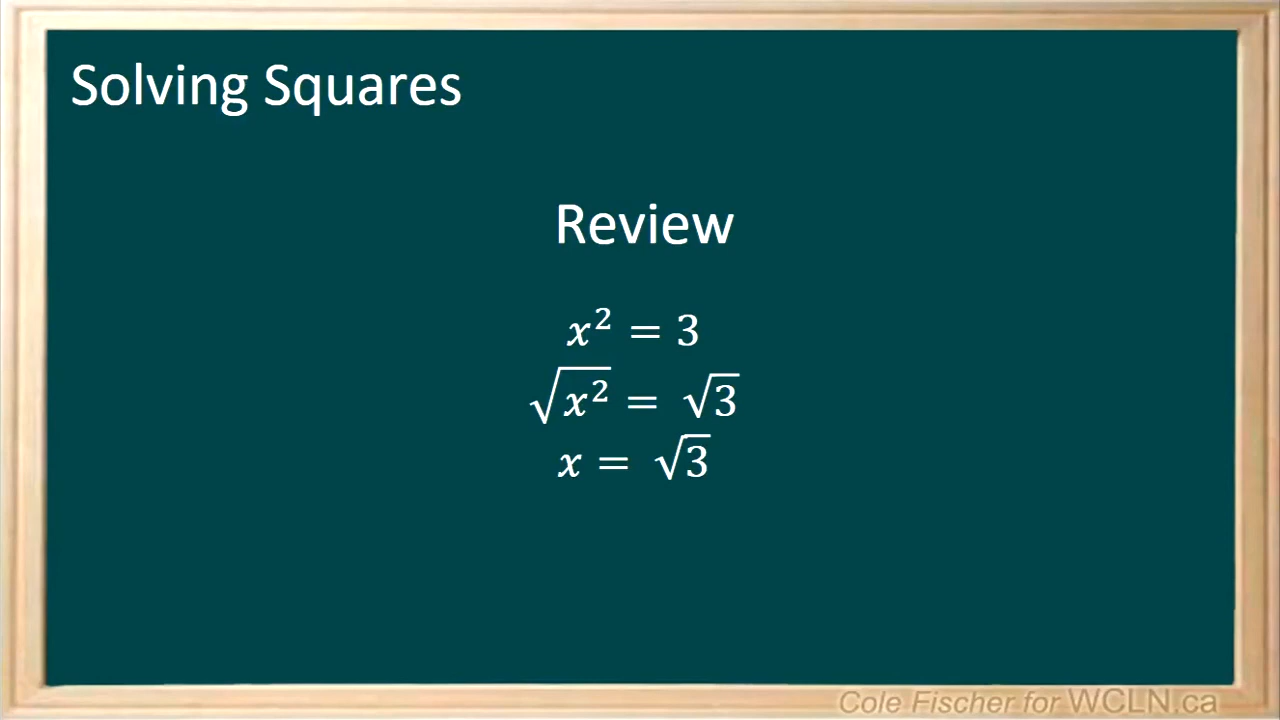 Solving Squares
Review
x² = 3
√x² = √3
x = √3
Cole Fischer for WCLN.ca